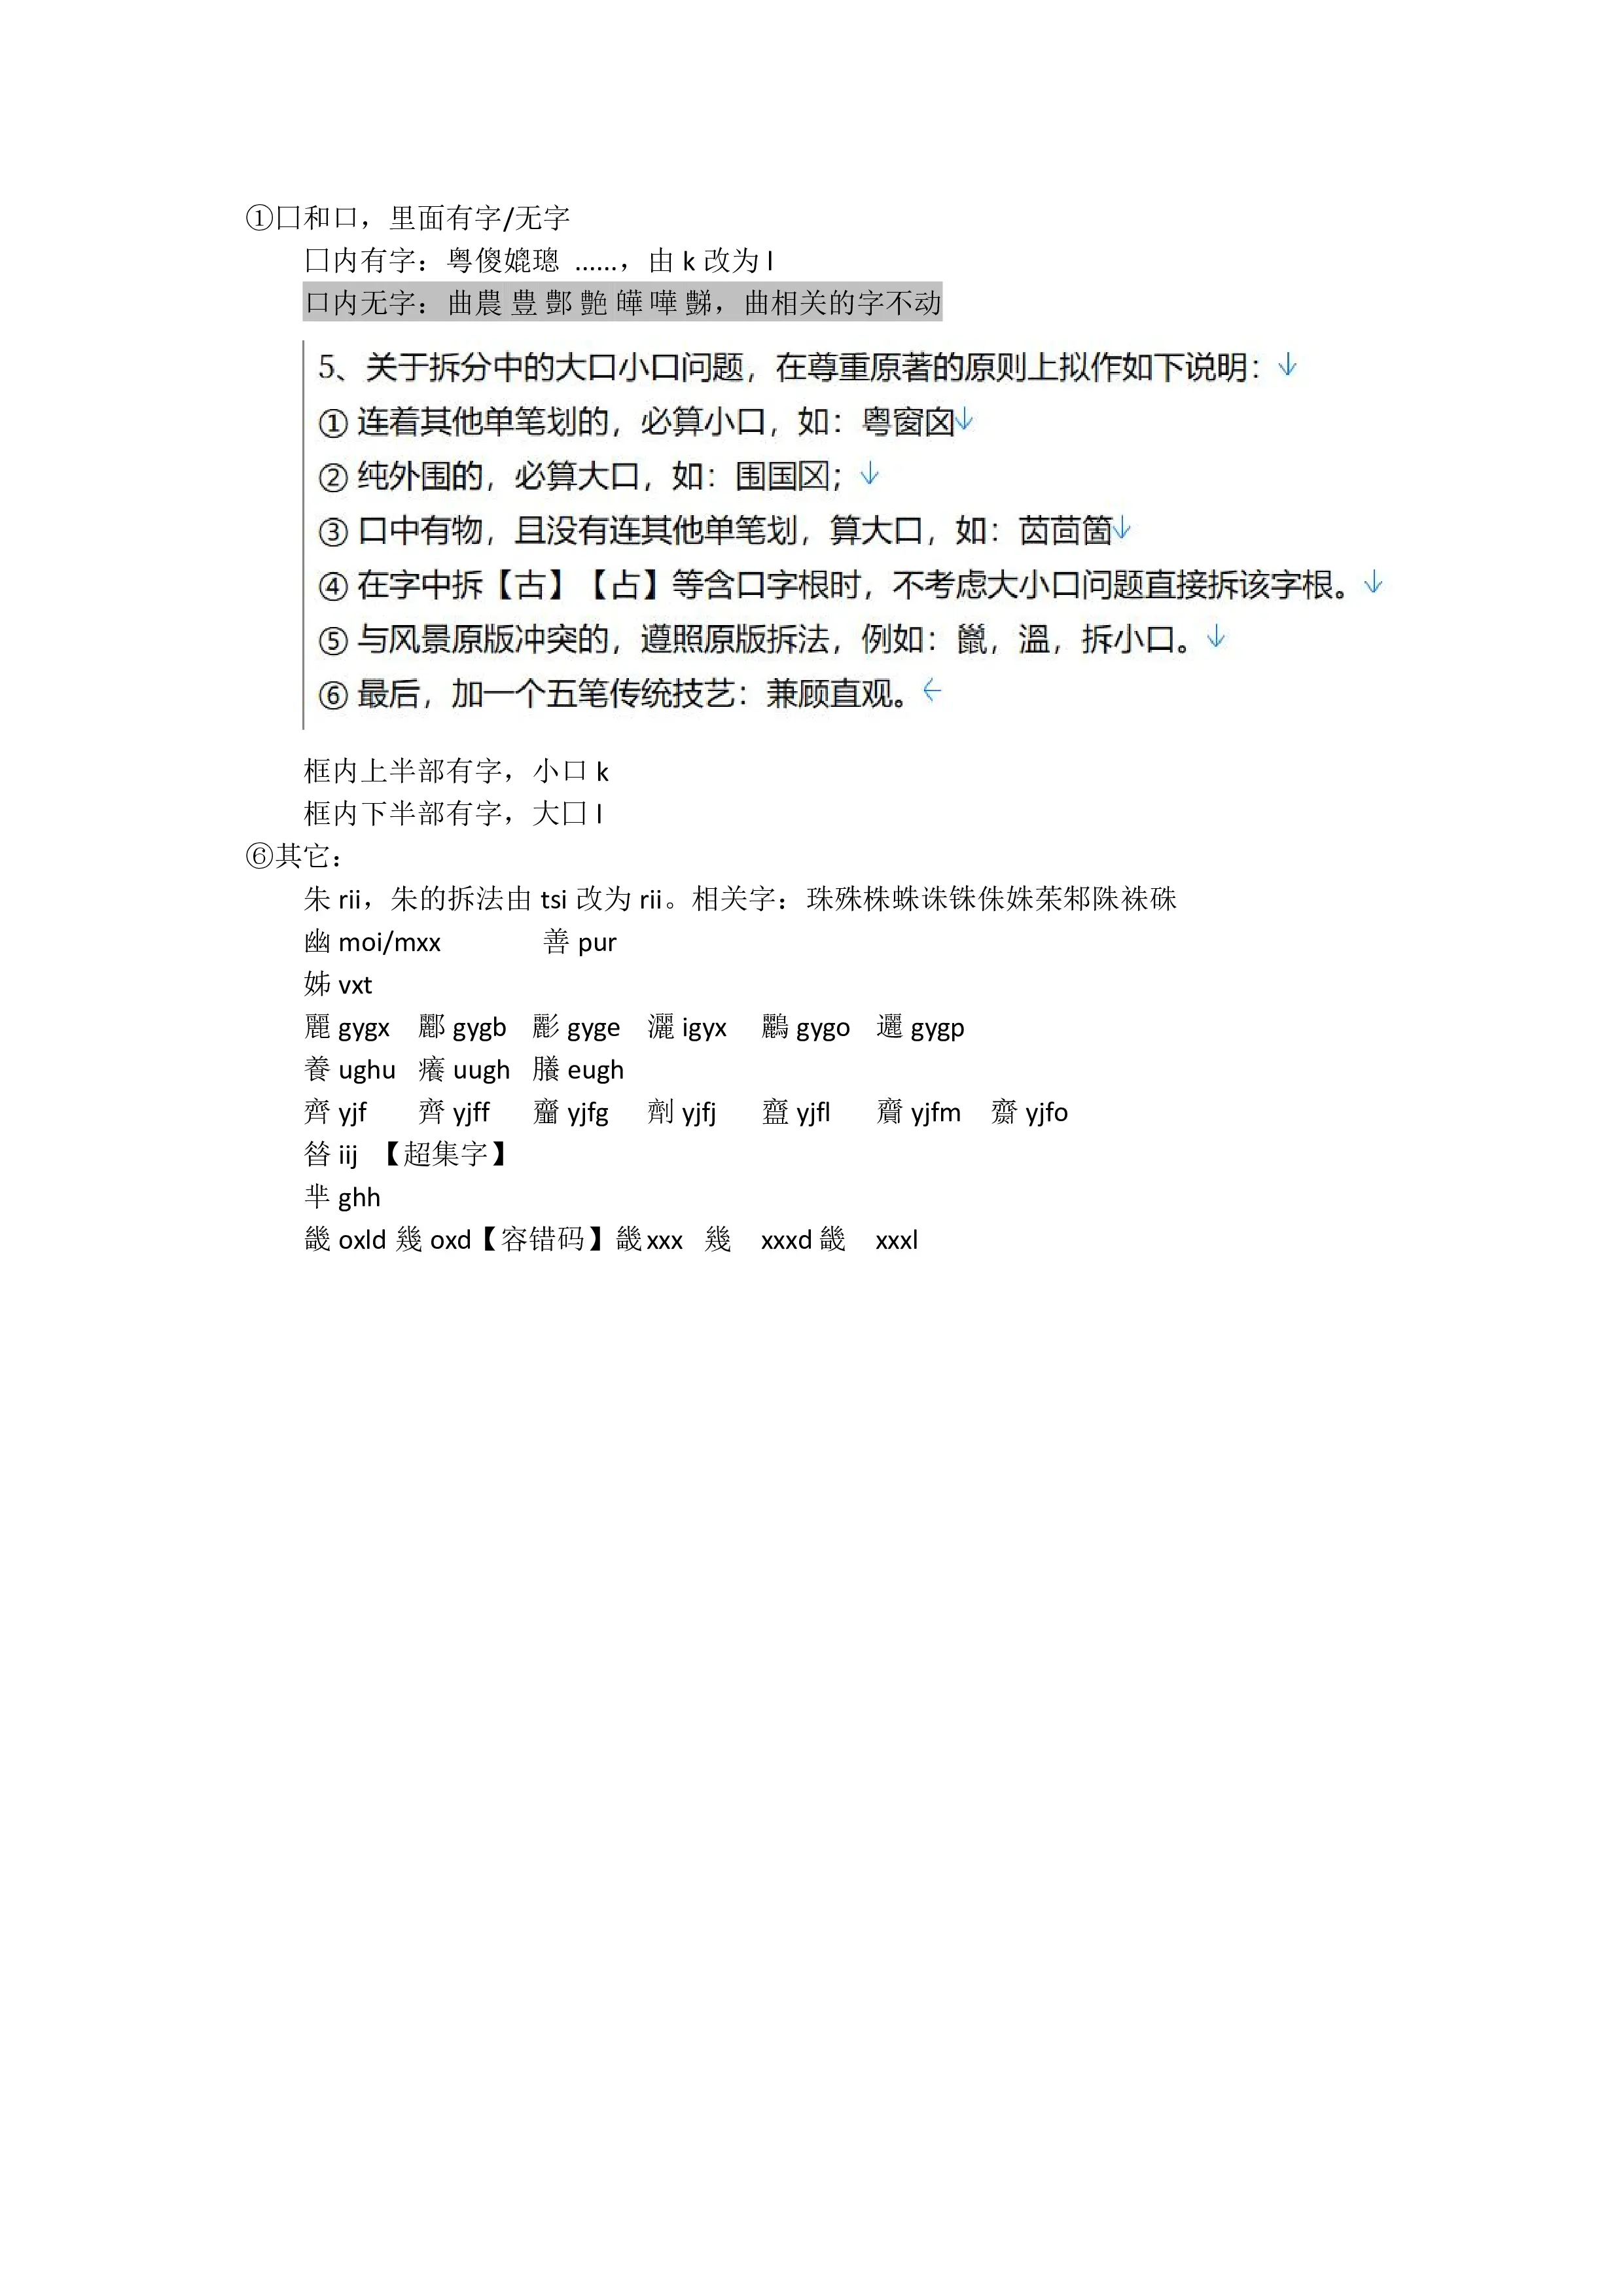 ①囗和口，里面有字/无字
囗内有字：粤傻媲璁 ......，由 k 改为 l
口内无字：曲農 豊 酆 艷 皣 嘩 豑，曲相关的字不动
5、关于拆分中的大口小口问题，在尊重原著的原则上拟作如下说明：↓
① 连着其他单笔划的，必算小口，如：粤窗囱↓
② 纯外围的，必算大口，如：围国囟；↓
③ 口中有物，且没有连其他单笔划，算大口，如：茵茴箇↓
④ 在字中拆【古】【占】等含口字根时，不考虑大小口问题直接拆该字根。↓
⑤ 与风景原版冲突的，遵照原版拆法，例如：鬣，溫，拆小口。↓
⑥ 最后，加一个五笔传统技艺：兼顾直观。←
框内上半部有字，小口 k
框内下半部有字，大囗 l
⑥其它：
朱 rii，朱的拆法由 tsi 改为 rii。相关字：珠殊株蛛诛铢侏姝茱邾陎袾硃
幽 moi/mxx 善 pur
姊 vxt
麗 gygx 酈 gygb 彲 gyge 灑 igyx 鸝 gygo 邐 gygp
養 ughu 癢 uugh 膳 eugh
齊 yjf 齊 yjff 齏 yjfg 劑 yjfj 齍 yjfl 齎 yjfm 齌 yjfo
朁 iij 【超集字】
芈 ghh
畿 oxld 幾 oxd【容错码】畿 xxx 幾 xxxd 畿 xxxl